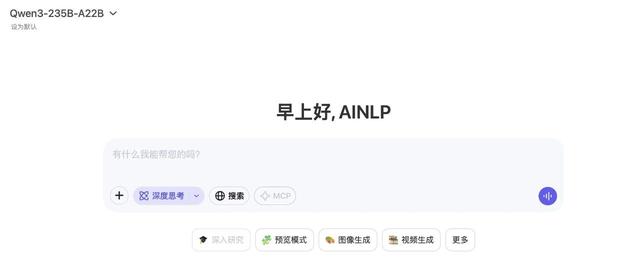 Qwen3-235B-A22B
设为默认
早上好, AINLP
有什么我能帮您的吗?
深度思考 搜索 MCP
深入研究 预览模式 图像生成 视频生成 更多